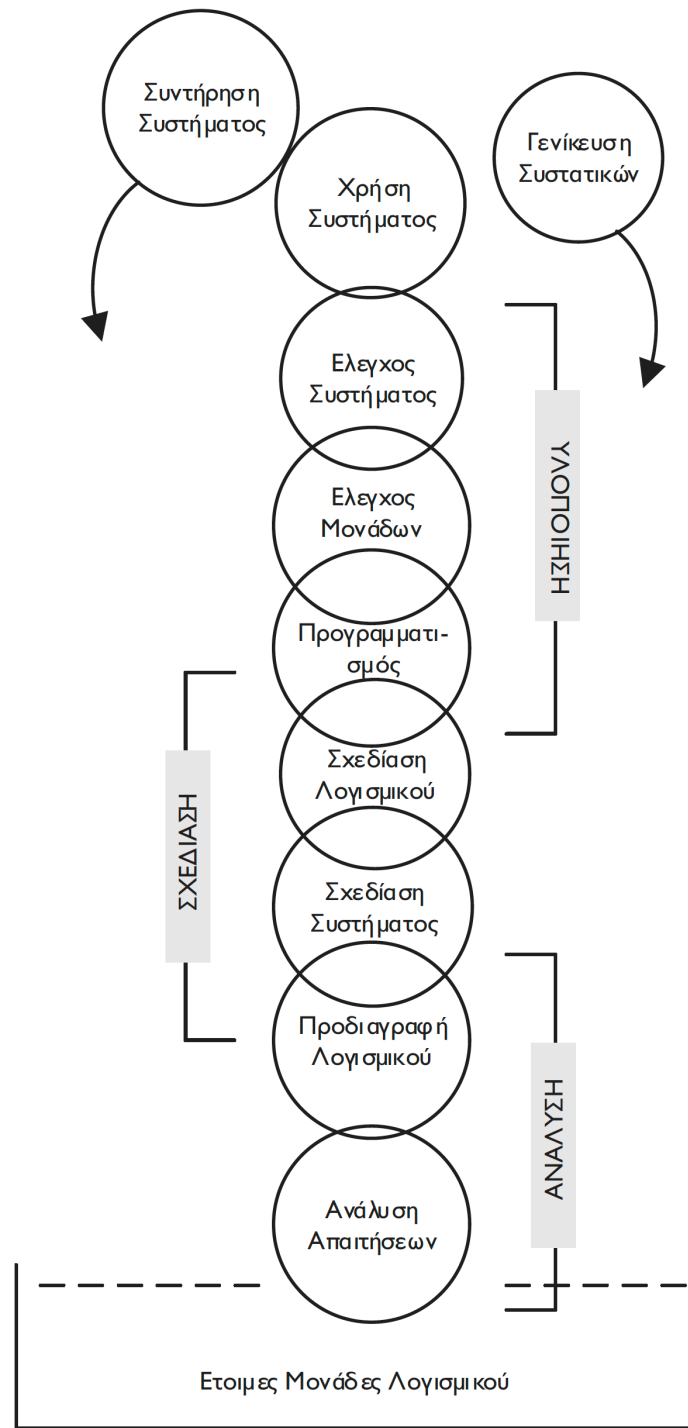 Συντήρηση
Συστήματος
Γενίκευση
Συστατικών
Χρήση
Συστήματος
Ελεγχος
Συστήματος
ΥΛΟΠΟΙΗΣΗ
Ελεγχος
Μονάδων
Προγραμματι-
σμός
Σχεδίαση
Λογισμικού
ΣΧΕΔΙΑΣΗ
Σχεδίαση
Συστήματος
Προδιαγραφή
Λογισμικού
ΑΝΑΛΥΣΗ
Ανάλυση
Απαιτήσεων
Ετοιμες Μονάδες Λογισμικού